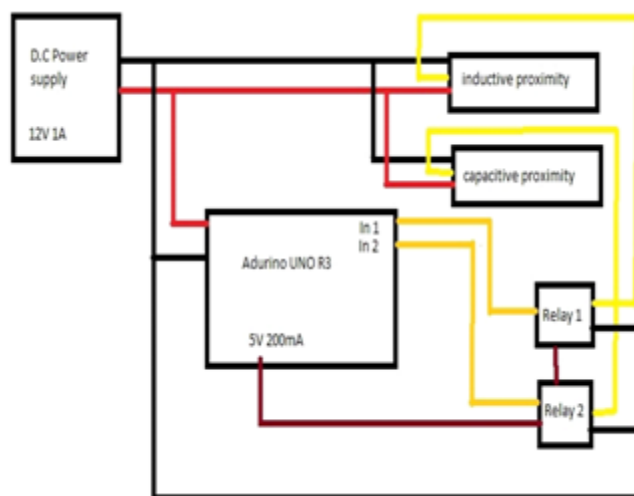 D.C Power
supply
12V 1A
inductive proximity
capacitive proximity
In 1
In 2
Adurino UNO R3
5V 200mA
Relay 1
Relay 2